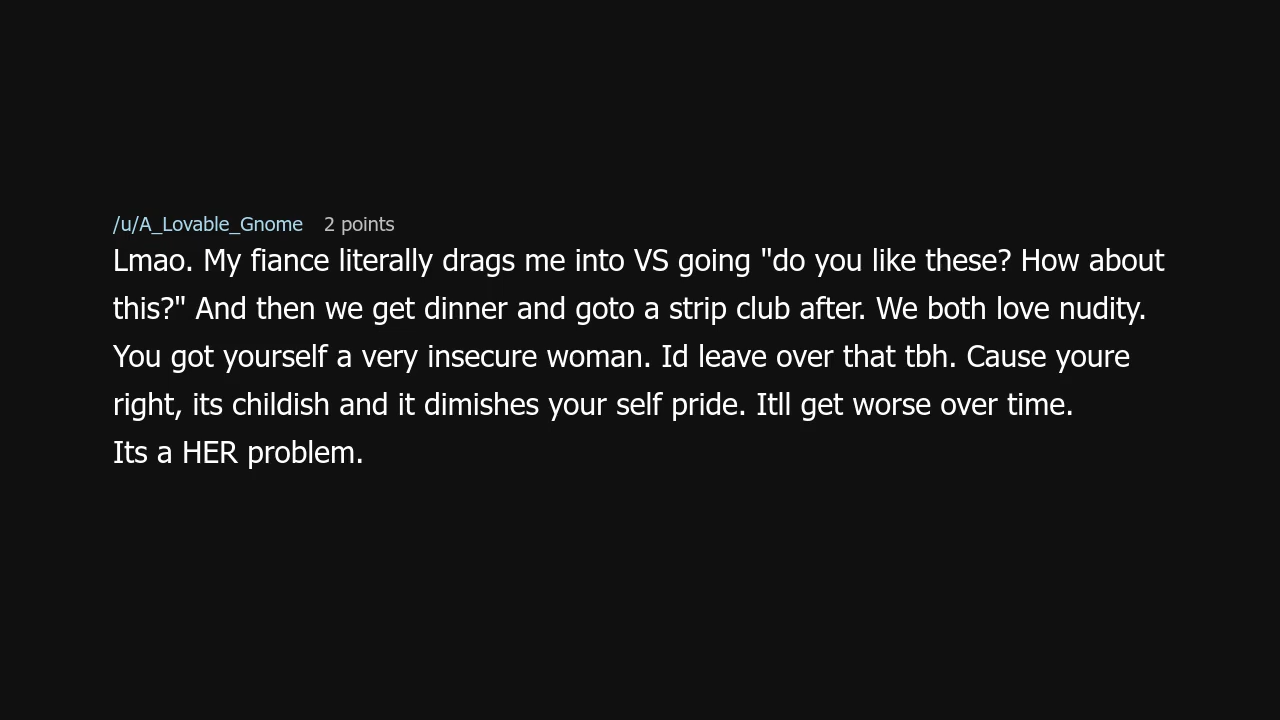 /u/A_Lovable_Gnome 2 points
Lmao. My fiance literally drags me into VS going "do you like these? How about
this?" And then we get dinner and goto a strip club after. We both love nudity.
You got yourself a very insecure woman. Id leave over that tbh. Cause youre
right, its childish and it dimishes your self pride. Itll get worse over time.
Its a HER problem.